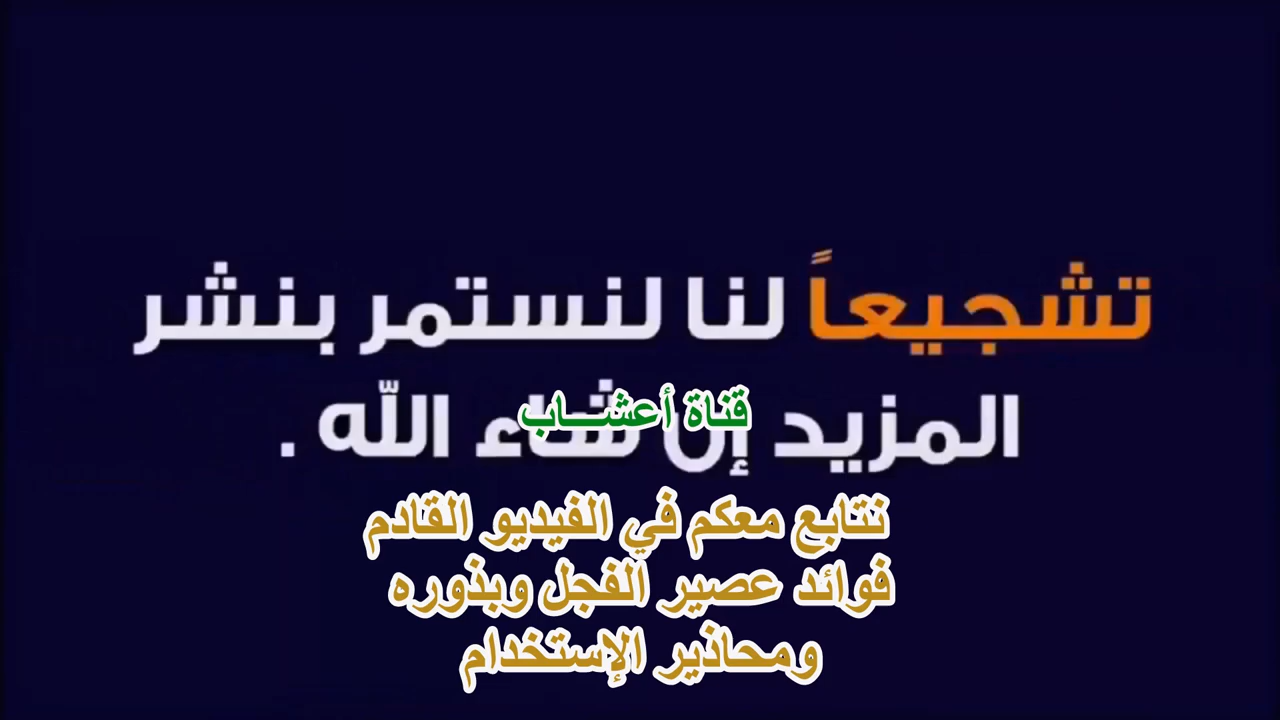 تشجيعاً لنا لنستمر بنشر
المزيد إن شاء الله .
قناة أعشـــاب
نتابع معكم في الفيديو القادم
فوائد عصير الفجل وبذوره
ومحاذير الإستخدام